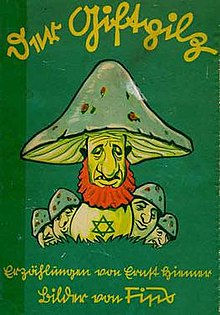 Der Giftpilz
Erzählungen von Ernst Hiemer
Bilder von Fips